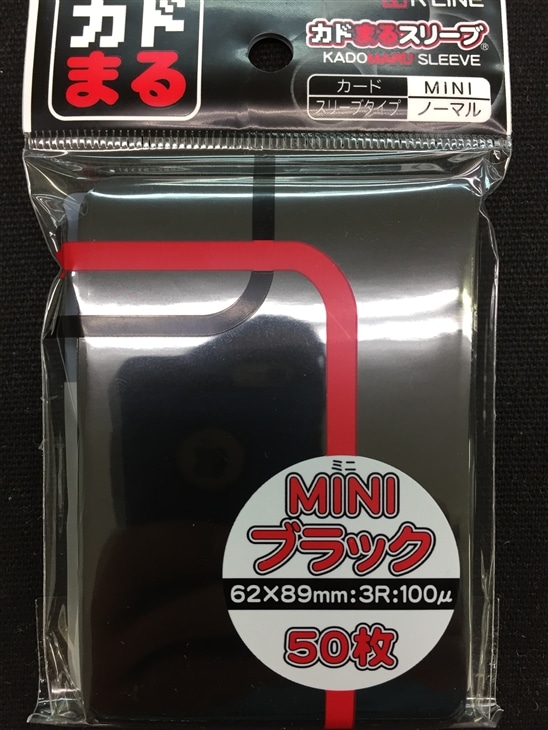 カド
まる
R LINE
カドまるスリーブ®
KADOMARU SLEEVE
カード MINI
スリーブタイプ ノーマル
ミニ
MINI
ブラック
62×89mm:3R:100μ
50枚